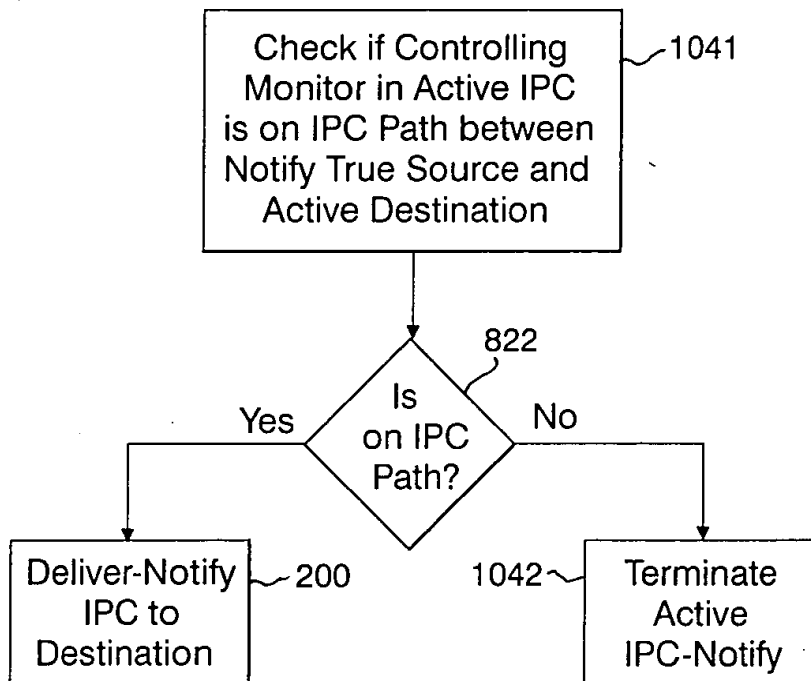 Check if Controlling
Monitor in Active IPC
is on IPC Path between
Notify True Source and
Active Destination
1041
822
Is
on IPC
Path?
Yes
No
Deliver-Notify
IPC to
Destination
200
1042
Terminate
Active
IPC-Notify